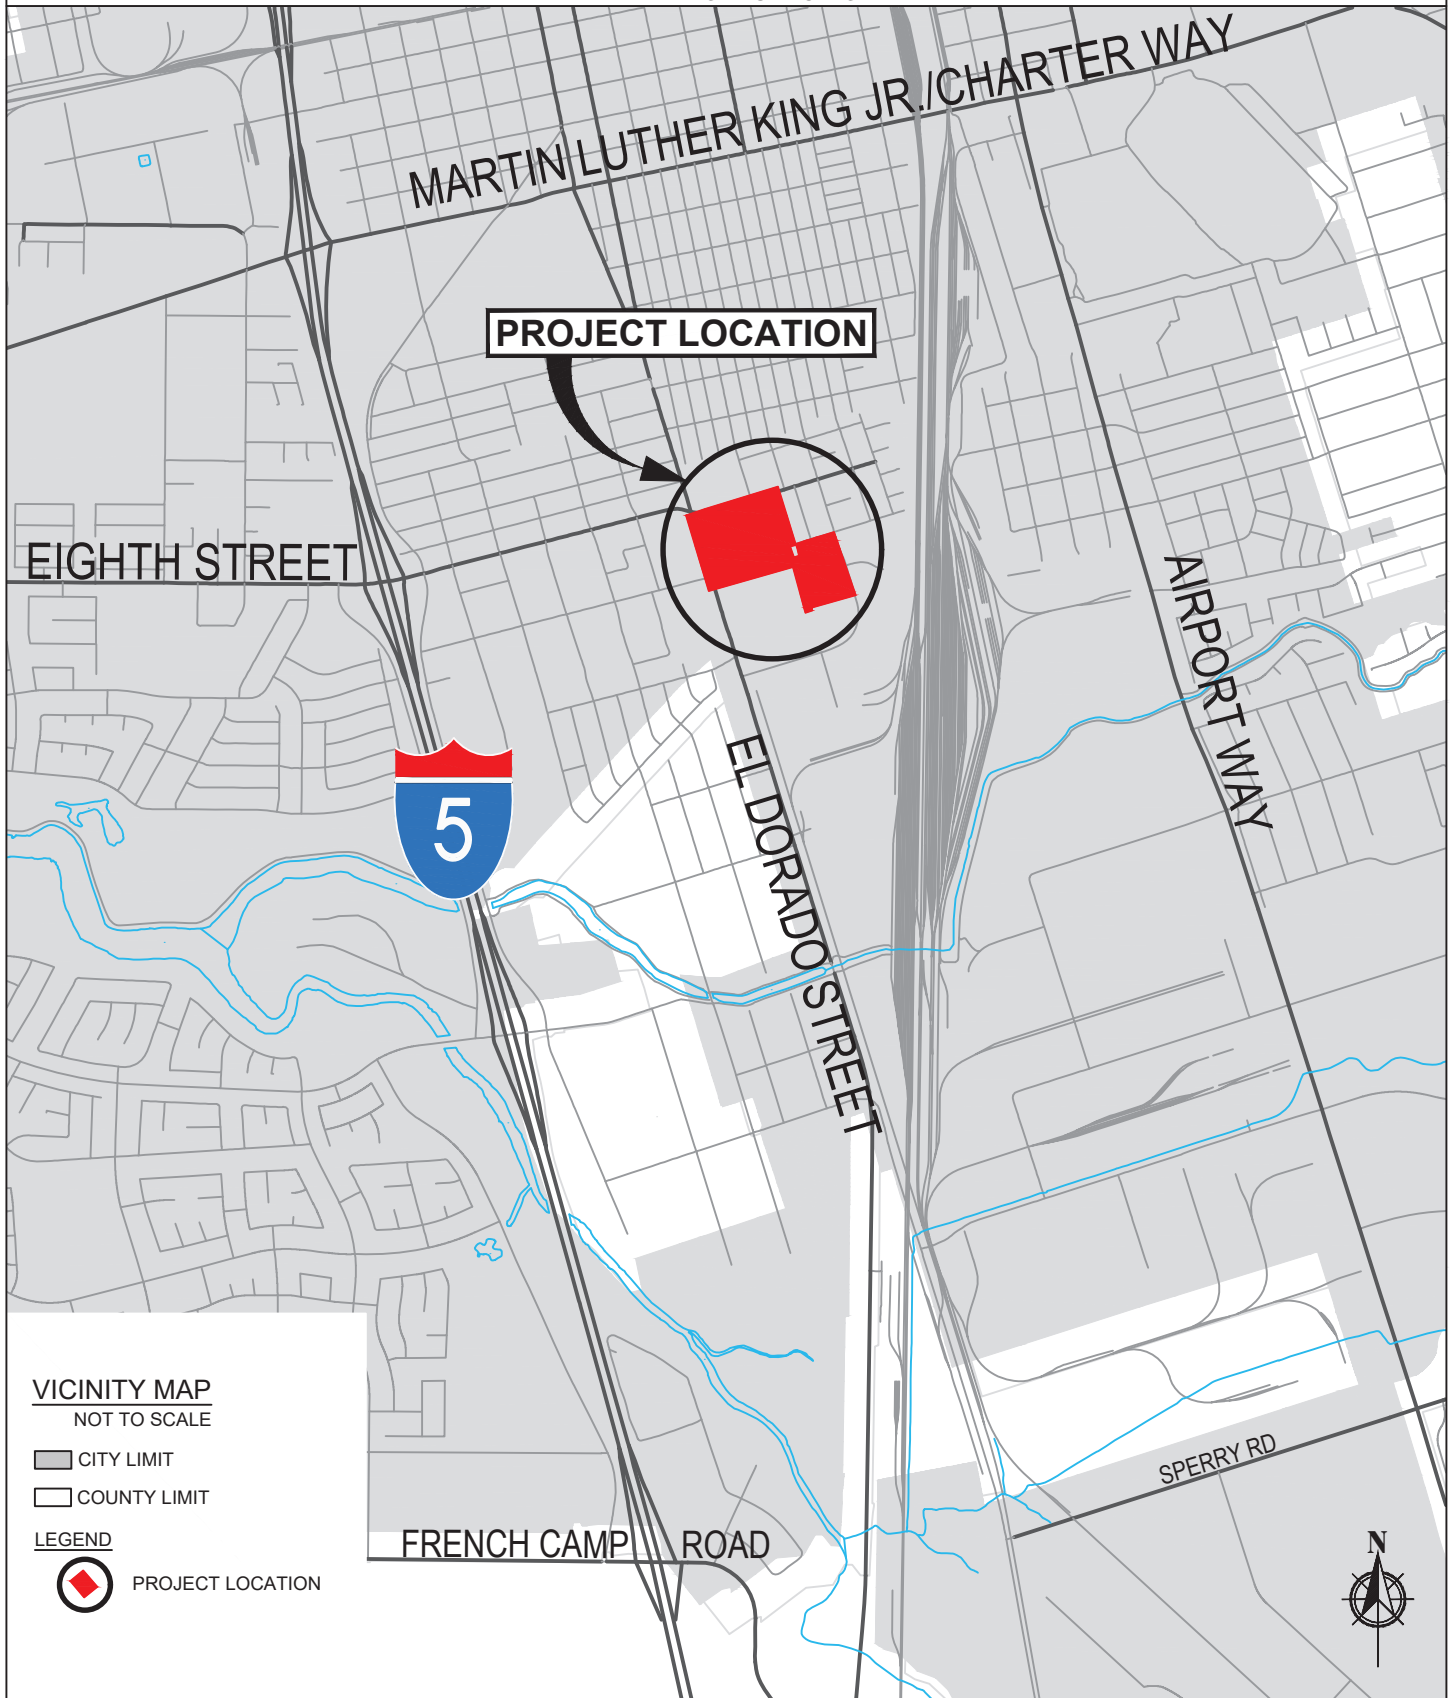 MARTIN LUTHER KING JR./CHARTER WAY
PROJECT LOCATION
EIGHTH STREET
AIRPORT WAY
5
EL DORADO STREET
VICINITY MAP
NOT TO SCALE
CITY LIMIT
COUNTY LIMIT
LEGEND
PROJECT LOCATION
FRENCH CAMP ROAD
SPERRY RD
N